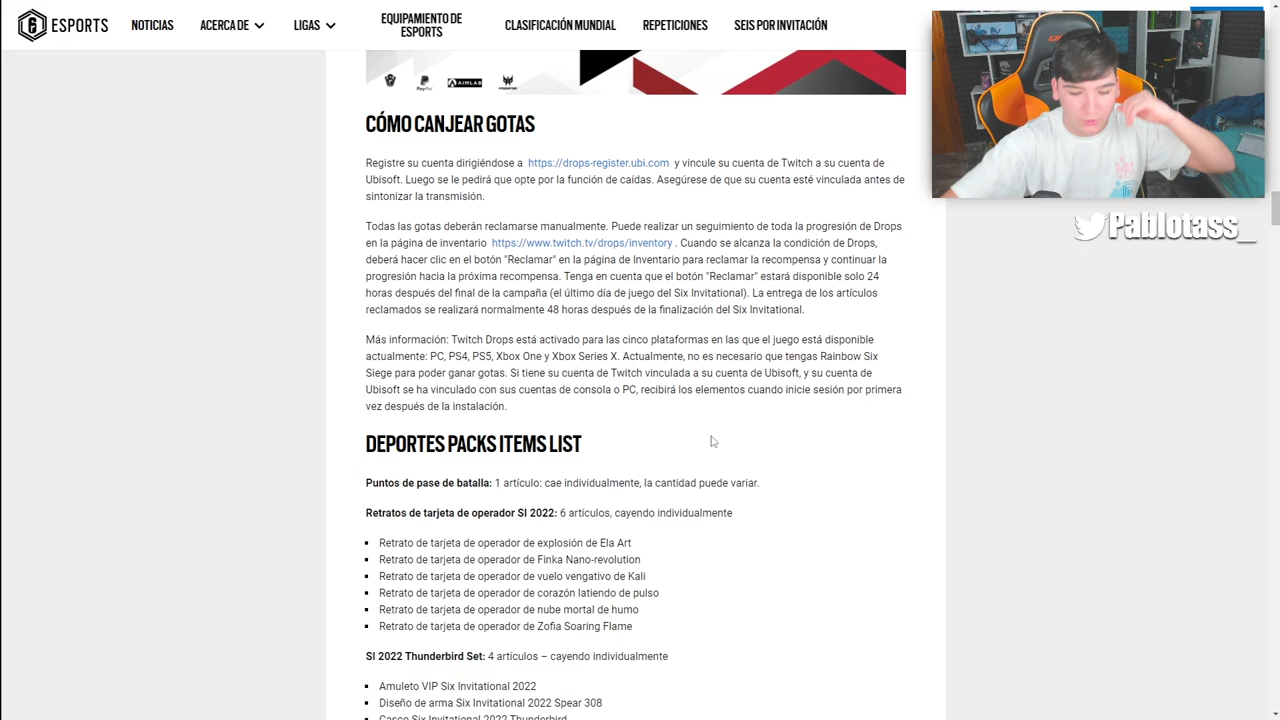 ESPORTS
NOTICIAS
ACERCA DE
LIGAS
EQUIPAMIENTO DE
ESPORTS
CLASIFICACIÓN MUNDIAL
REPETICIONES
SEIS POR INVITACIÓN
PayPal
AIMLAB
PREDATOR
CÓMO CANJEAR GOTAS
Registre su cuenta dirigiéndose a https://drops-register.ubi.com y vincule su cuenta de Twitch a su cuenta de
Ubisoft. Luego se le pedirá que opte por la función de caídas. Asegúrese de que su cuenta esté vinculada antes de
sintonizar la transmisión.
Todas las gotas deberán reclamarse manualmente. Puede realizar un seguimiento de toda la progresión de Drops
en la página de inventario https://www.twitch.tv/drops/inventory . Cuando se alcanza la condición de Drops,
deberá hacer clic en el botón "Reclamar" en la página de Inventario para reclamar la recompensa y continuar la
progresión hacia la próxima recompensa. Tenga en cuenta que el botón "Reclamar" estará disponible solo 24
horas después del final de la campaña (el último día de juego del Six Invitational). La entrega de los artículos
reclamados se realizará normalmente 48 horas después de la finalización del Six Invitational.
Más información: Twitch Drops está activado para las cinco plataformas en las que el juego está disponible
actualmente: PC, PS4, PS5, Xbox One y Xbox Series X. Actualmente, no es necesario que tengas Rainbow Six
Siege para poder ganar gotas. Si tiene su cuenta de Twitch vinculada a su cuenta de Ubisoft, y su cuenta de
Ubisoft se ha vinculado con sus cuentas de consola o PC, recibirá los elementos cuando inicie sesión por primera
vez después de la instalación.
DEPORTES PACKS ITEMS LIST
Puntos de pase de batalla: 1 artículo: cae individualmente, la cantidad puede variar.
Retratos de tarjeta de operador SI 2022: 6 artículos, cayendo individualmente
Retrato de tarjeta de operador de explosión de Ela Art
Retrato de tarjeta de operador de Finka Nano-revolution
Retrato de tarjeta de operador de vuelo vengativo de Kali
Retrato de tarjeta de operador de corazón latiendo de pulso
Retrato de tarjeta de operador de nube mortal de humo
Retrato de tarjeta de operador de Zofia Soaring Flame
SI 2022 Thunderbird Set: 4 artículos – cayendo individualmente
Amuleto VIP Six Invitational 2022
Diseño de arma Six Invitational 2022 Spear 308
Casco Six Invitational 2022 Thunderbird
Pablotass_